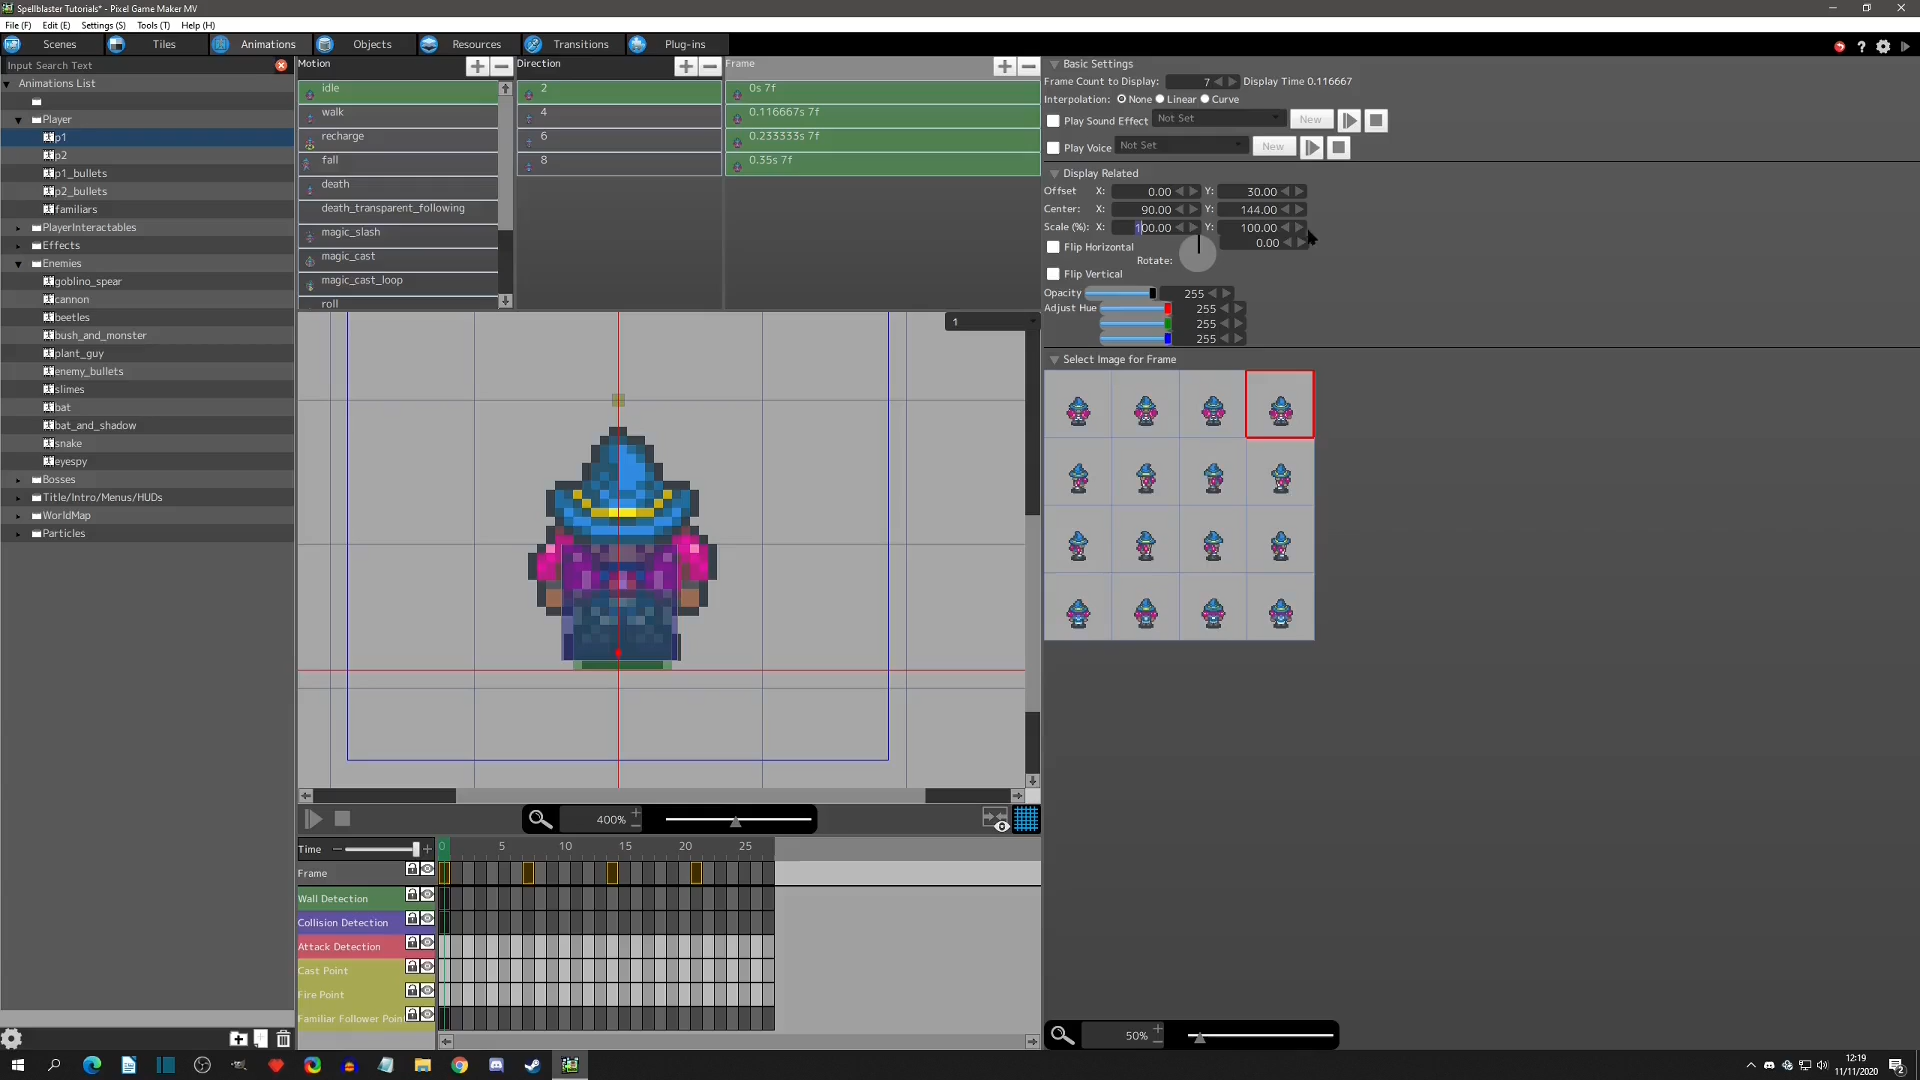 Spellblaster Tutorials* - Pixel Game Maker MV
File (F) Edit (E) Settings (S) Tools (T) Help (H)
Scenes Tiles Animations Objects Resources Transitions Plug-ins
Input Search Text
Animations List
Player
p1
p2
p1_bullets
p2_bullets
familiars
PlayerInteractables
Effects
Enemies
goblino_spear
cannon
beetles
bush_and_monster
plant_guy
enemy_bullets
slimes
bat
bat_and_shadow
snake
eyespy
Bosses
Title/Intro/Menus/HUDs
WorldMap
Particles
Motion
idle
walk
recharge
fall
death
death_transparent_following
magic_slash
magic_cast
magic_cast_loop
roll
Direction
2
4
6
8
Frame
0s 7f
0.116667s 7f
0.233333s 7f
0.35s 7f
1
400%
Time 0 5 10 15 20 25
Frame
Wall Detection
Collision Detection
Attack Detection
Cast Point
Fire Point
Familiar Follower Poin
Basic Settings
Frame Count to Display: 7 Display Time 0.116667
Interpolation: None Linear Curve
Play Sound Effect Not Set New
Play Voice Not Set New
Display Related
Offset X: 0.00 Y: 30.00
Center: X: 90.00 Y: 144.00
Scale (%): X: 100.00 Y: 100.00
0.00
Flip Horizontal
Rotate:
Flip Vertical
Opacity 255
Adjust Hue 255
255
255
Select Image for Frame
50%
12:19
11/11/2020
2